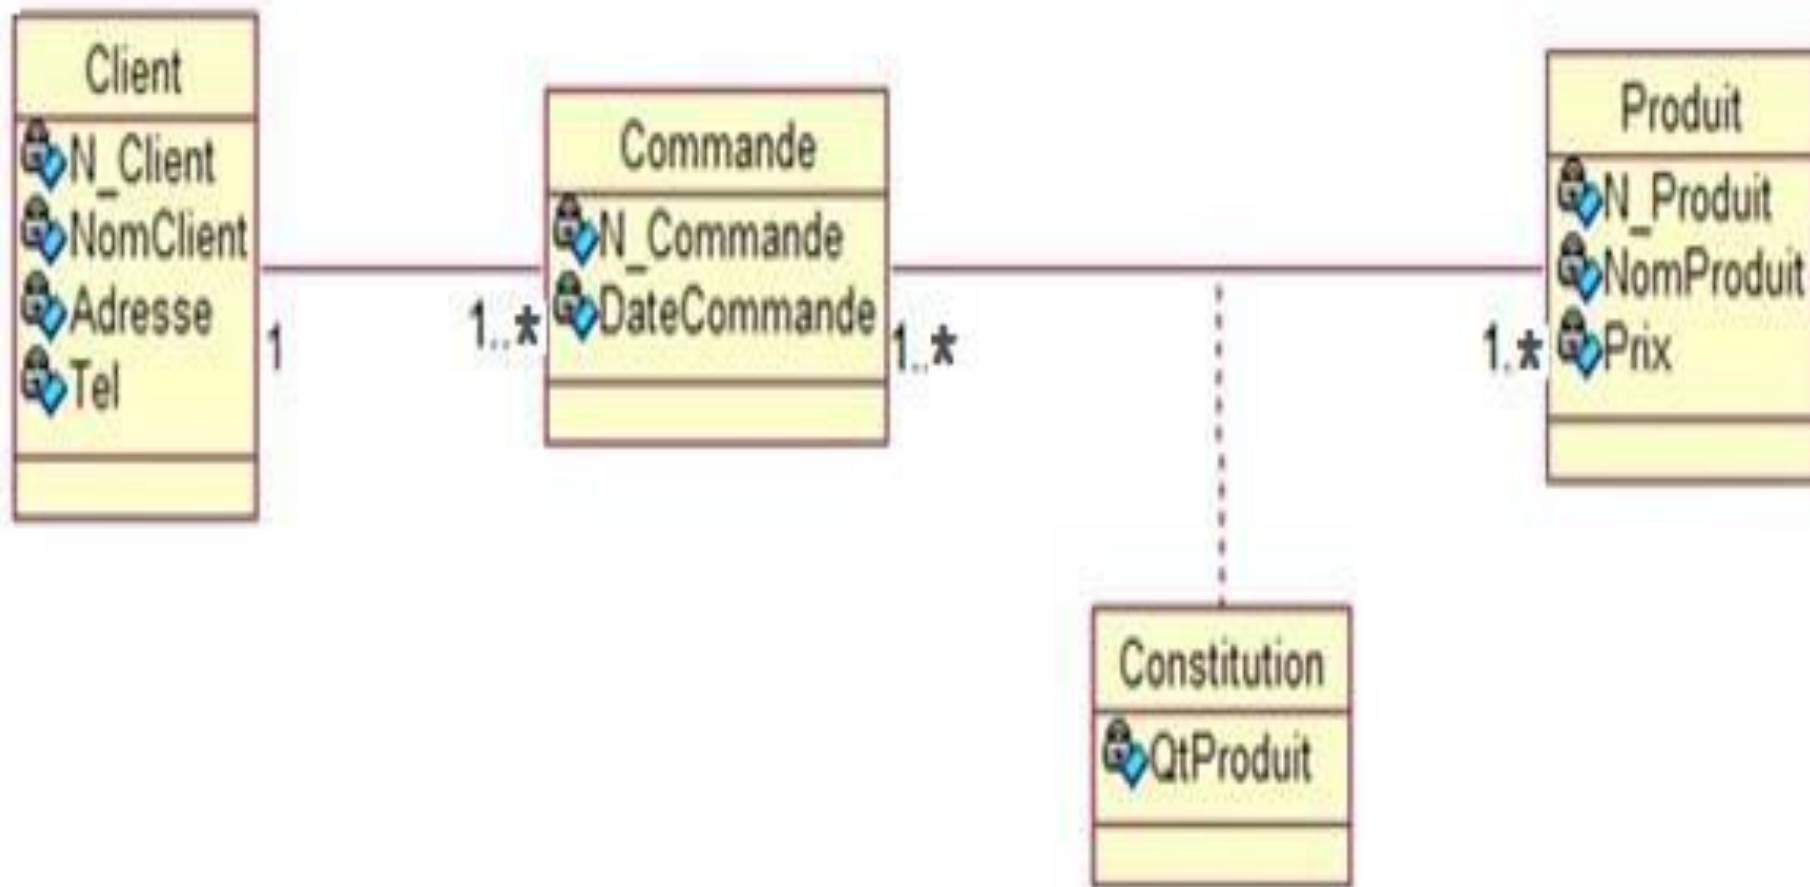 Client
N_Client
NomClient
Adresse
Tel
1
1..*
Commande
N_Commande
DateCommande
1..*
1.*
Produit
N_Produit
NomProduit
Prix
Constitution
QtProduit